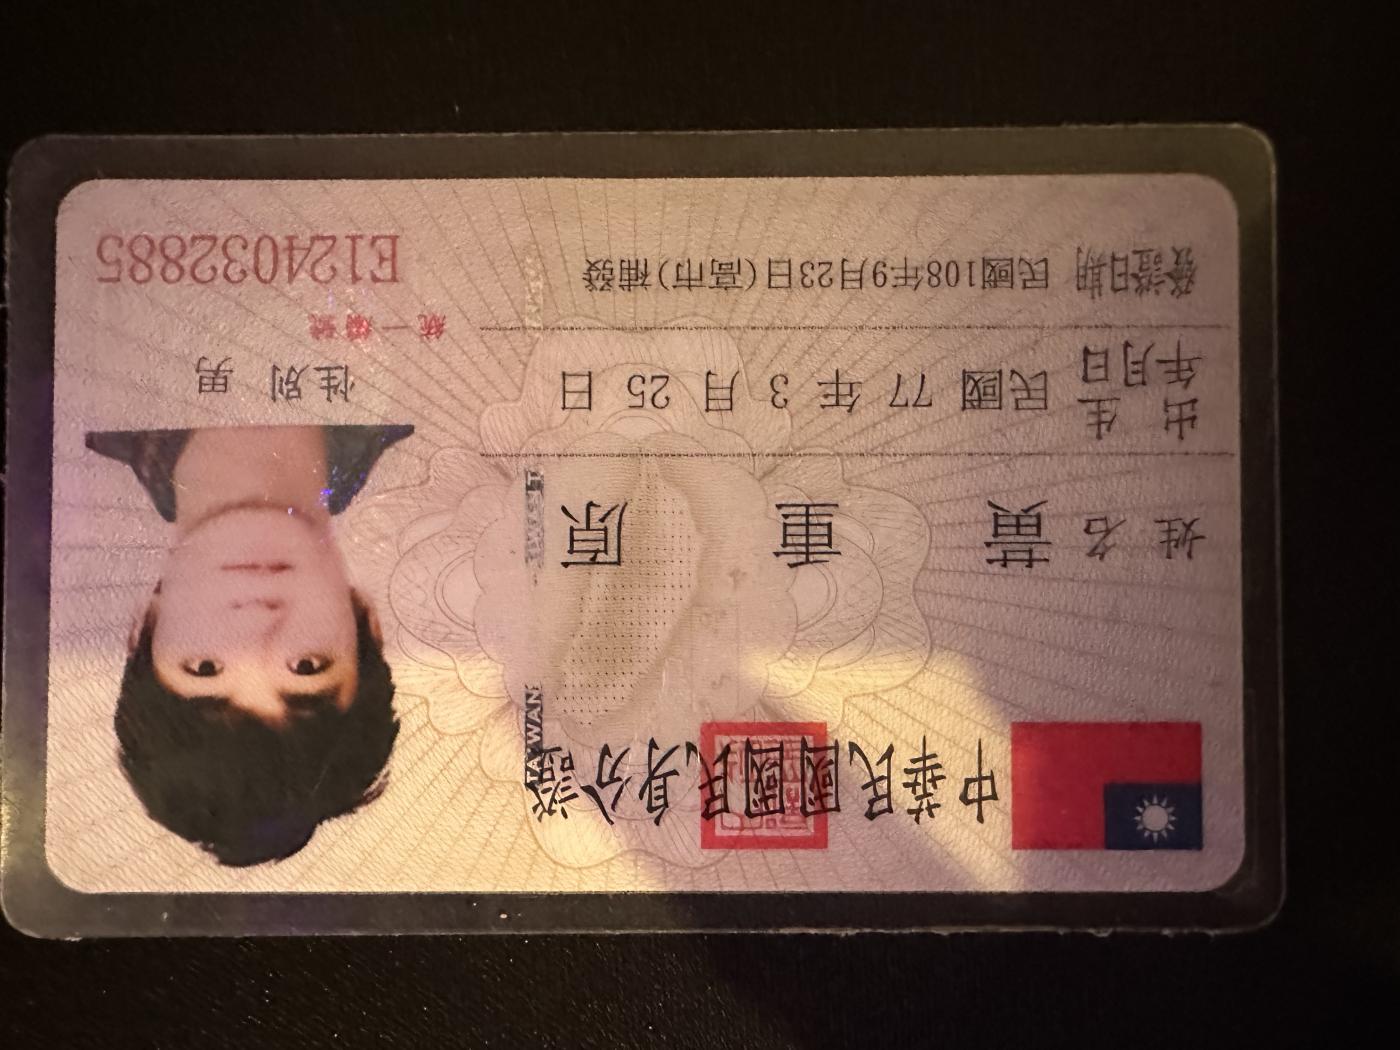 中華民國國民身分證
姓名 黃重原
出生年月日 民國 77 年 3 月 25 日
發證日期 民國108年9月23日(高市)補發
性別 男
統一編號
E124032885
TAIWAN